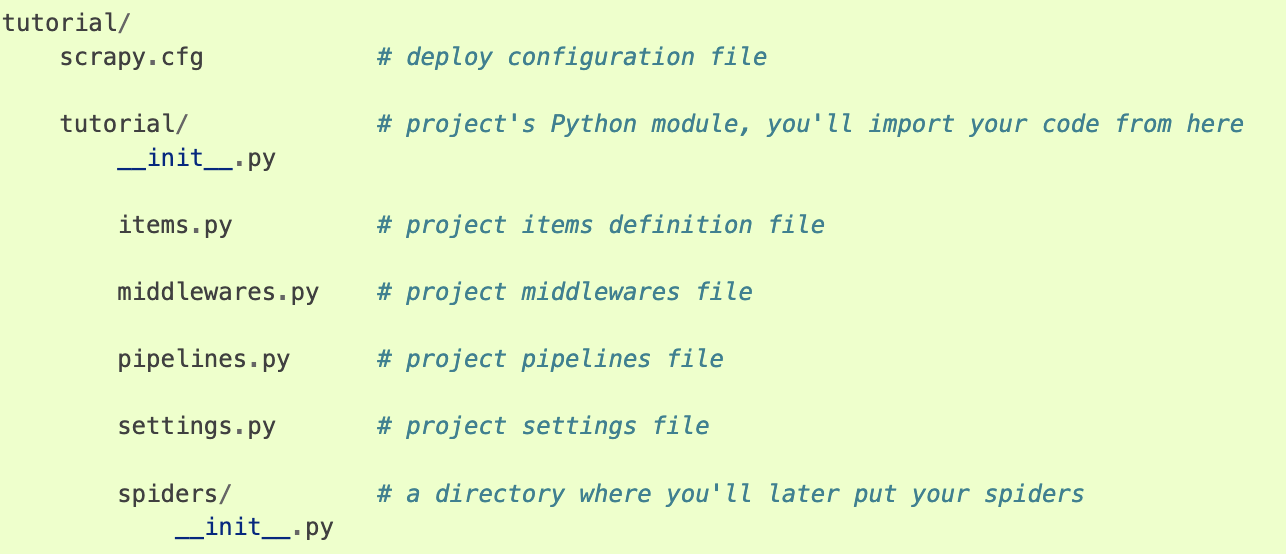 tutorial/
    scrapy.cfg            # deploy configuration file
    tutorial/             # project's Python module, you'll import your code from here
        __init__.py
        items.py          # project items definition file
        middlewares.py    # project middlewares file
        pipelines.py      # project pipelines file
        settings.py       # project settings file
        spiders/          # a directory where you'll later put your spiders
            __init__.py